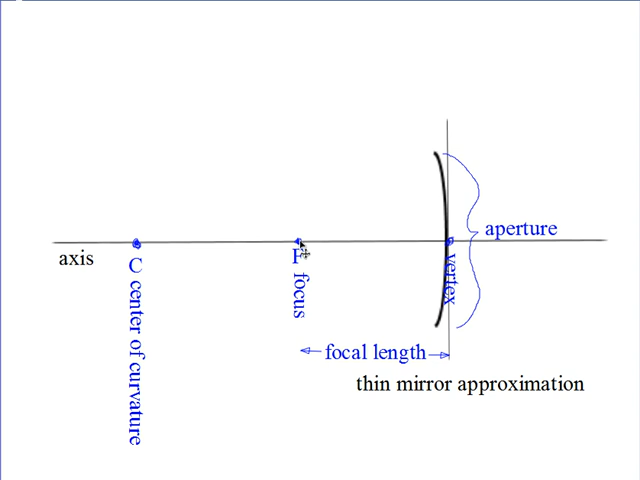 aperture
axis
C center of curvature
F focus
vertex
focal length
thin mirror approximation